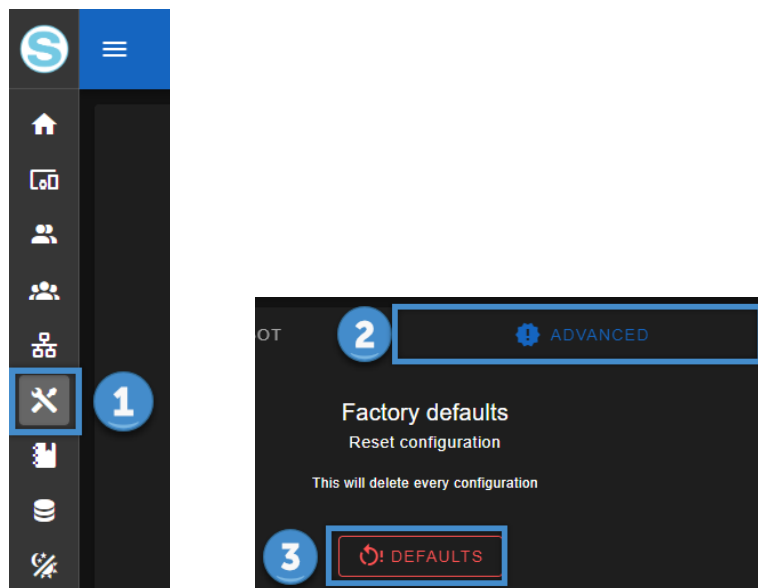 S
1
OT
2
ADVANCED
Factory defaults
Reset configuration
This will delete every configuration
3
DEFAULTS